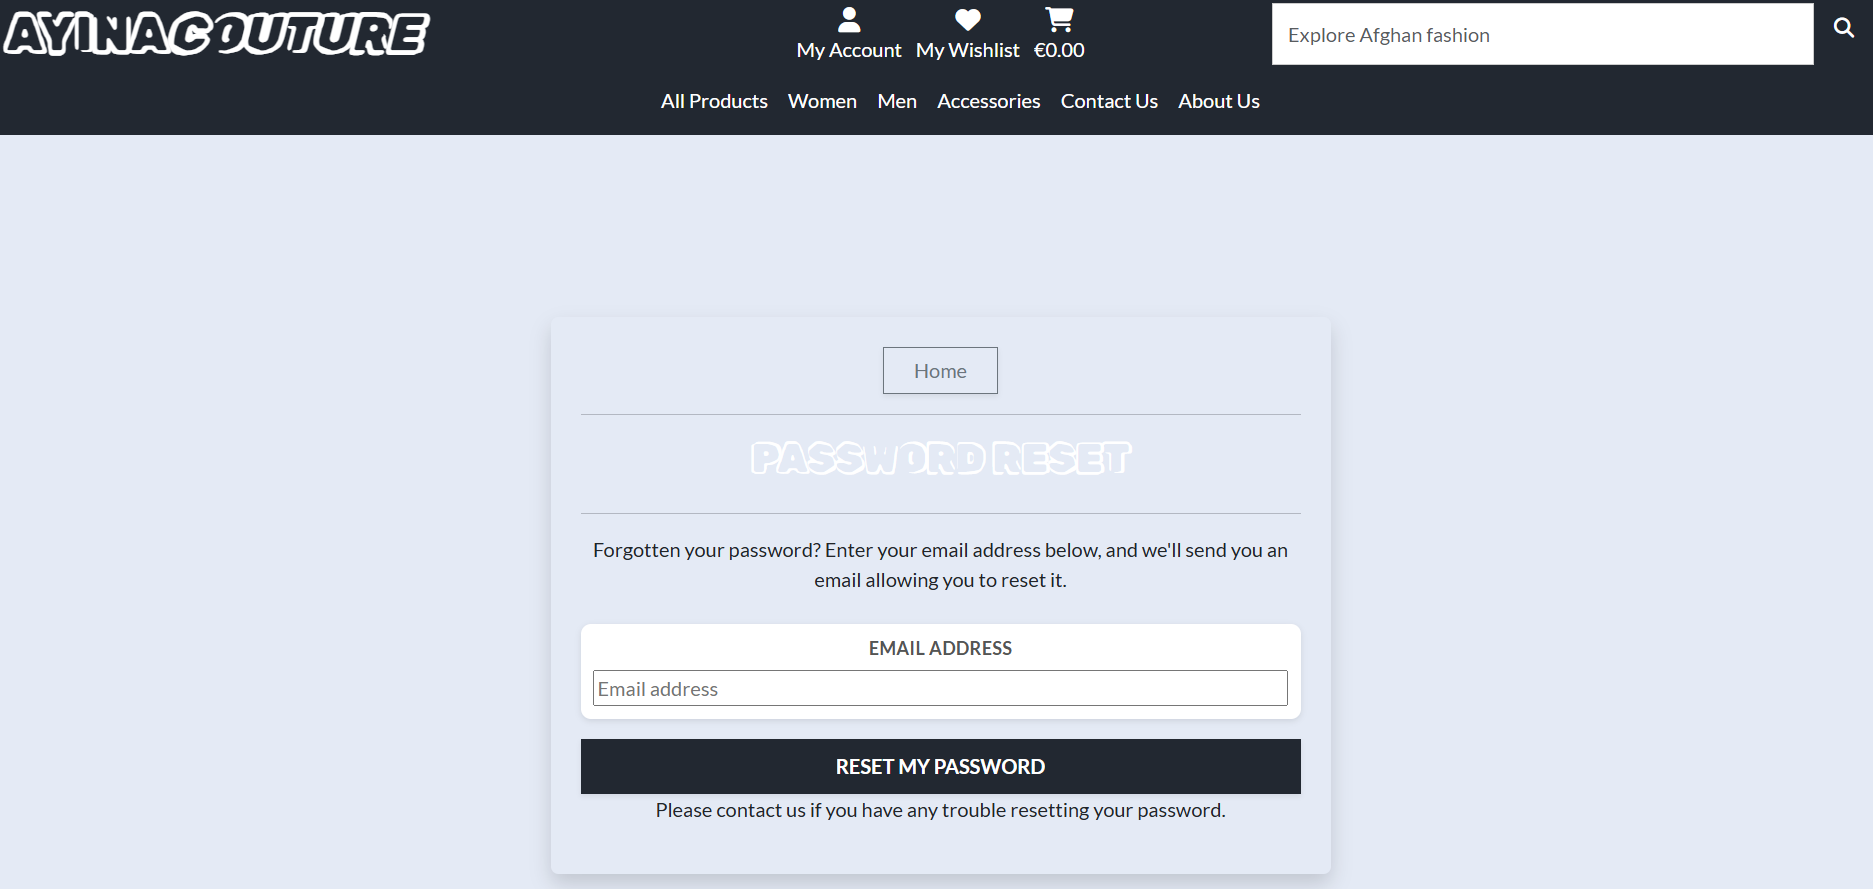 AYINACOUTURE
My Account My Wishlist €0.00
Explore Afghan fashion
All Products Women Men Accessories Contact Us About Us
Home
PASSWORD RESET
Forgotten your password? Enter your email address below, and we'll send you an
email allowing you to reset it.
EMAIL ADDRESS
Email address
RESET MY PASSWORD
Please contact us if you have any trouble resetting your password.